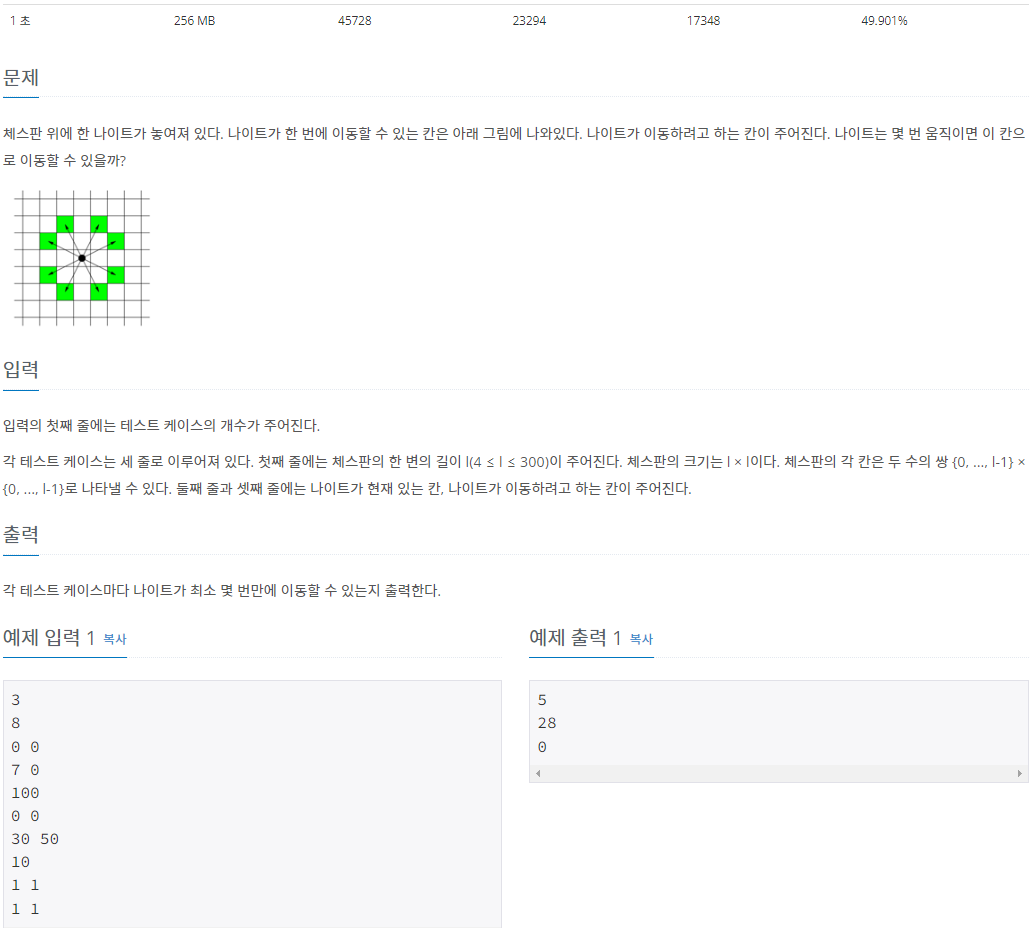 1 초 256 MB 45728 23294 17348 49.901%
문제
체스판 위에 한 나이트가 놓여져 있다. 나이트가 한 번에 이동할 수 있는 칸은 아래 그림에 나와있다. 나이트가 이동하려고 하는 칸이 주어진다. 나이트는 몇 번 움직이면 이 칸으
로 이동할 수 있을까?
입력
입력의 첫째 줄에는 테스트 케이스의 개수가 주어진다.
각 테스트 케이스는 세 줄로 이루어져 있다. 첫째 줄에는 체스판의 한 변의 길이 l(4 ≤ l ≤ 300)이 주어진다. 체스판의 크기는 l × l이다. 체스판의 각 칸은 두 수의 쌍 {0, ..., l-1} ×
{0, ..., l-1}로 나타낼 수 있다. 둘째 줄과 셋째 줄에는 나이트가 현재 있는 칸, 나이트가 이동하려고 하는 칸이 주어진다.
출력
각 테스트 케이스마다 나이트가 최소 몇 번만에 이동할 수 있는지 출력한다.
예제 입력 1 복사
3
8
0 0
7 0
100
0 0
30 50
10
1 1
1 1
예제 출력 1 복사
5
28
0